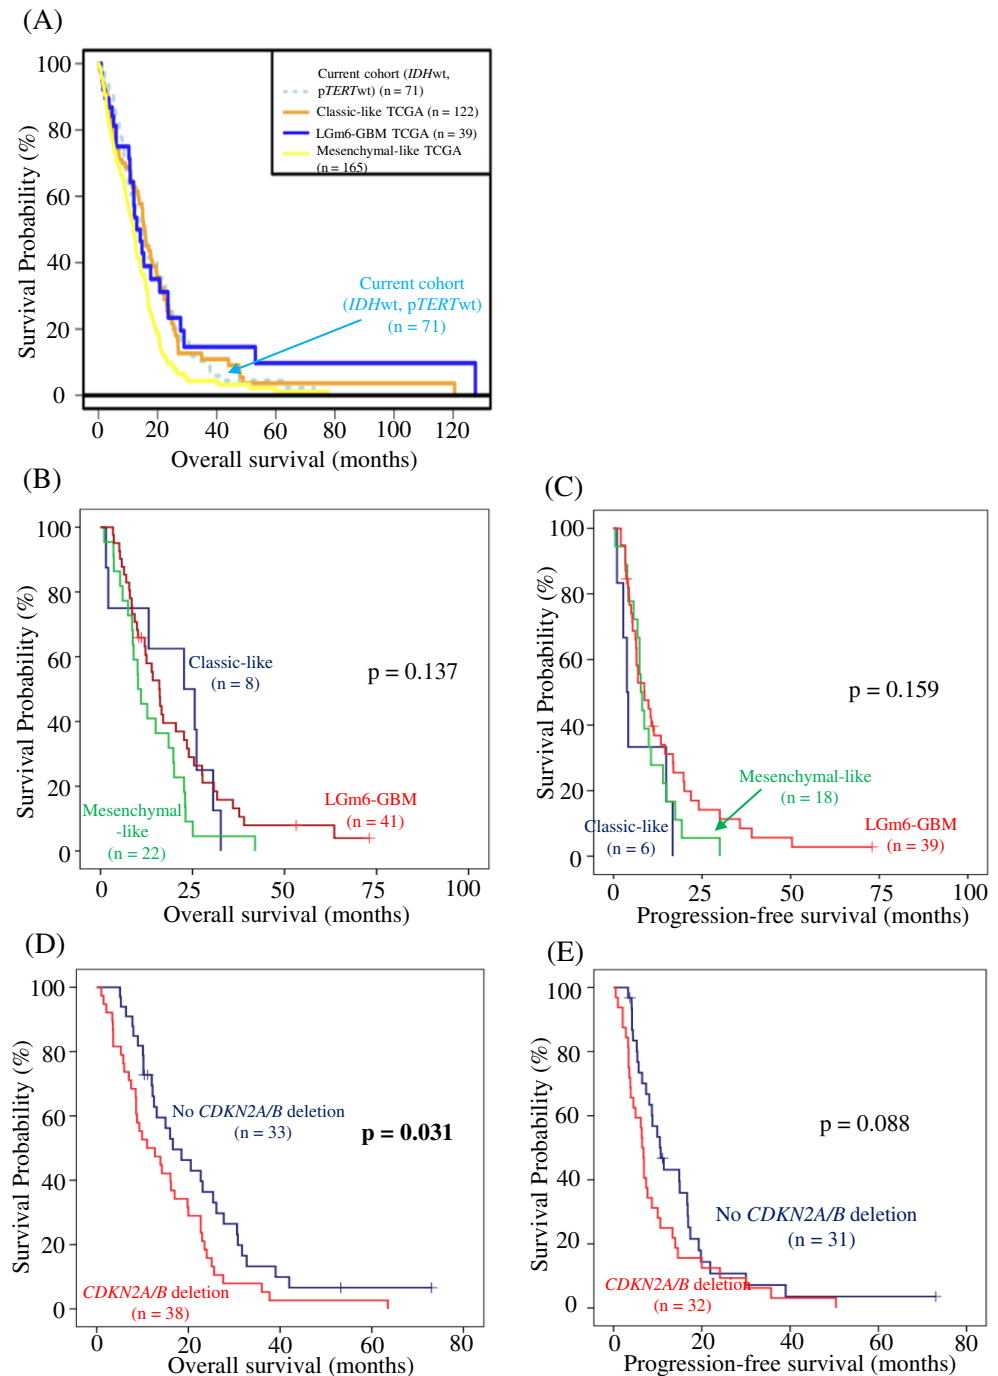 (A)
Survival Probability (%)
100
80
60
40
20
0
Current cohort (IDHwt,
pTERTwt) (n = 71)
Classic-like TCGA (n = 122)
LGm6-GBM TCGA (n = 39)
Mesenchymal-like TCGA
(n = 165)
Current cohort
(IDHwt, pTERTwt)
(n = 71)
0 20 40 60 80 100 120
Overall survival (months)
(B)
Survival Probability (%)
100
80
60
40
20
0
Classic-like
(n = 8)
p = 0.137
Mesenchymal
-like
(n = 22)
LGm6-GBM
(n = 41)
0 25 50 75 100
Overall survival (months)
(C)
Survival Probability (%)
100
80
60
40
20
0
p = 0.159
Mesenchymal-like
(n = 18)
Classic-like
(n = 6)
LGm6-GBM
(n = 39)
0 25 50 75 100
Progression-free survival (months)
(D)
Survival Probability (%)
100
80
60
40
20
0
No CDKN2A/B deletion
(n = 33)
p = 0.031
CDKN2A/B deletion
(n = 38)
0 20 40 60 80
Overall survival (months)
(E)
Survival Probability (%)
100
80
60
40
20
0
p = 0.088
No CDKN2A/B deletion
(n = 31)
CDKN2A/B deletion
(n = 32)
0 20 40 60 80
Progression-free survival (months)